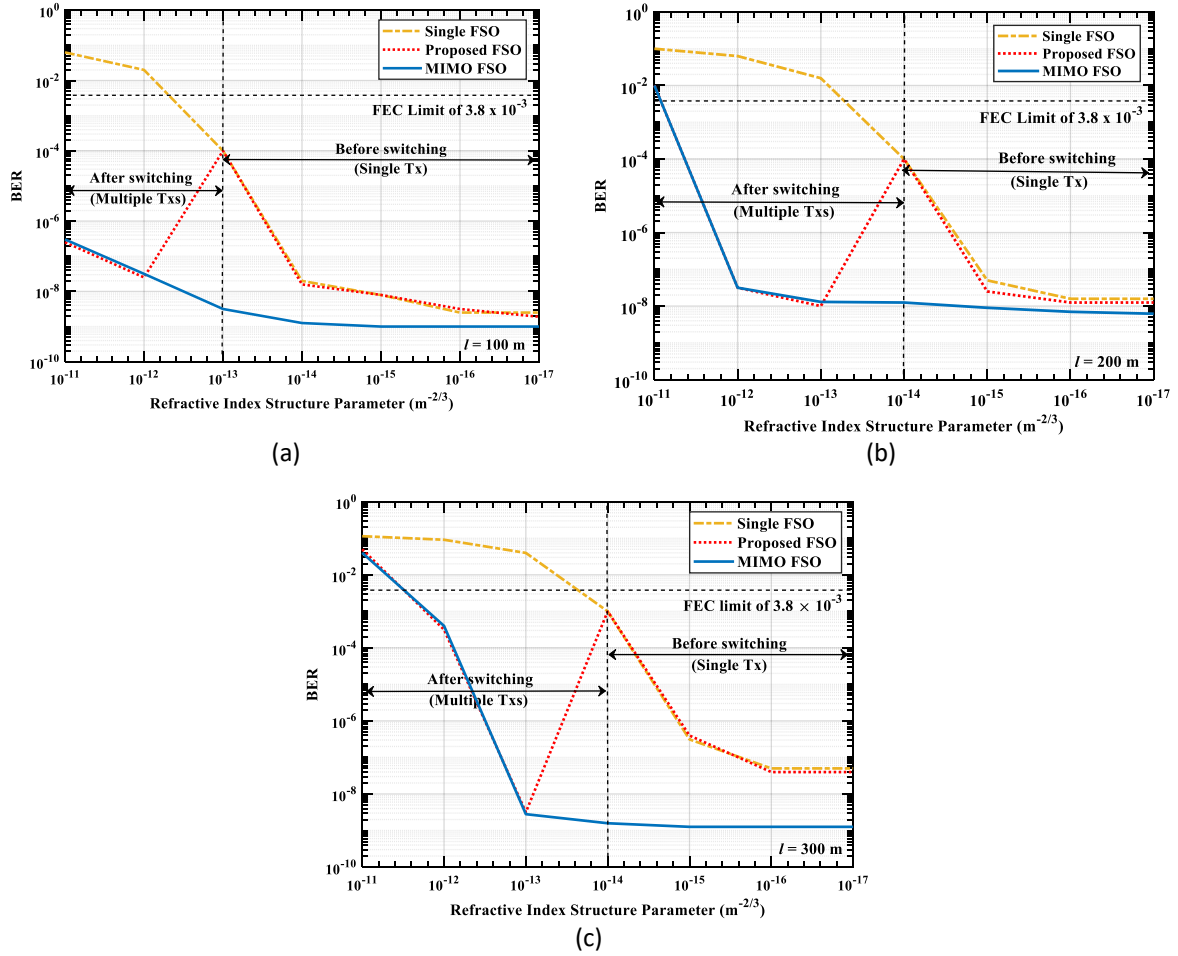 10^0
10^-2
10^-4
10^-6
10^-8
10^-10
BER
Single FSO
Proposed FSO
MIMO FSO
FEC Limit of 3.8 x 10^-3
Before switching
(Single Tx)
After switching
(Multiple Txs)
l = 100 m
10^-11 10^-12 10^-13 10^-14 10^-15 10^-16 10^-17
Refractive Index Structure Parameter (m^-2/3)
(a)
10^0
10^-2
10^-4
10^-6
10^-8
10^-10
BER
Single FSO
Proposed FSO
MIMO FSO
FEC Limit of 3.8 x 10^-3
Before switching
(Single Tx)
After switching
(Multiple Txs)
l = 200 m
10^-11 10^-12 10^-13 10^-14 10^-15 10^-16 10^-17
Refractive Index Structure Parameter (m^-2/3)
(b)
10^0
10^-2
10^-4
10^-6
10^-8
10^-10
BER
Single FSO
Proposed FSO
MIMO FSO
FEC limit of 3.8 × 10^-3
Before switching
(Single Tx)
After switching
(Multiple Txs)
l = 300 m
10^-11 10^-12 10^-13 10^-14 10^-15 10^-16 10^-17
Refractive Index Structure Parameter (m^-2/3)
(c)